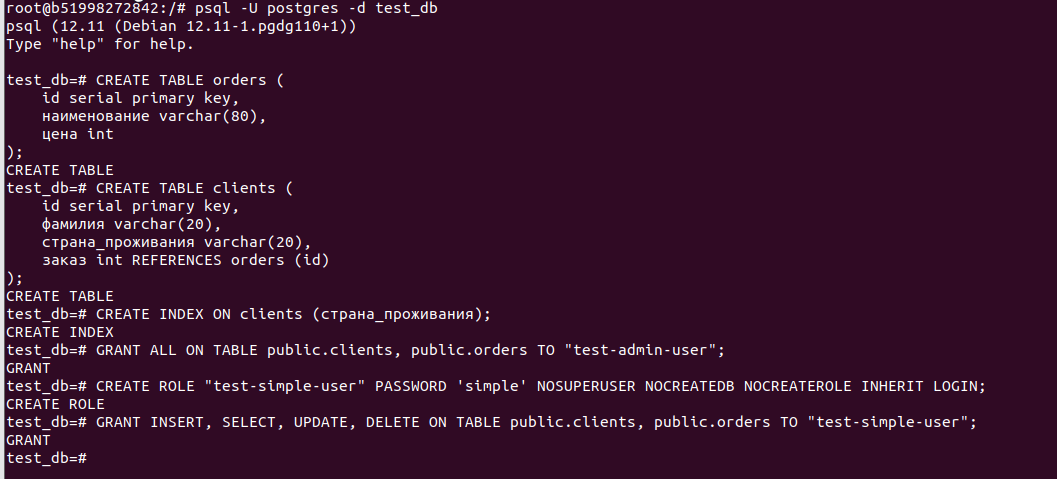 root@b51998272842:/# psql -U postgres -d test_db
psql (12.11 (Debian 12.11-1.pgdg110+1))
Type "help" for help.
test_db=# CREATE TABLE orders (
    id serial primary key,
    наименование varchar(80),
    цена int
);
CREATE TABLE
test_db=# CREATE TABLE clients (
    id serial primary key,
    фамилия varchar(20),
    страна_проживания varchar(20),
    заказ int REFERENCES orders (id)
);
CREATE TABLE
test_db=# CREATE INDEX ON clients (страна_проживания);
CREATE INDEX
test_db=# GRANT ALL ON TABLE public.clients, public.orders TO "test-admin-user";
GRANT
test_db=# CREATE ROLE "test-simple-user" PASSWORD 'simple' NOSUPERUSER NOCREATEDB NOCREATEROLE INHERIT LOGIN;
CREATE ROLE
test_db=# GRANT INSERT, SELECT, UPDATE, DELETE ON TABLE public.clients, public.orders TO "test-simple-user";
GRANT
test_db=#